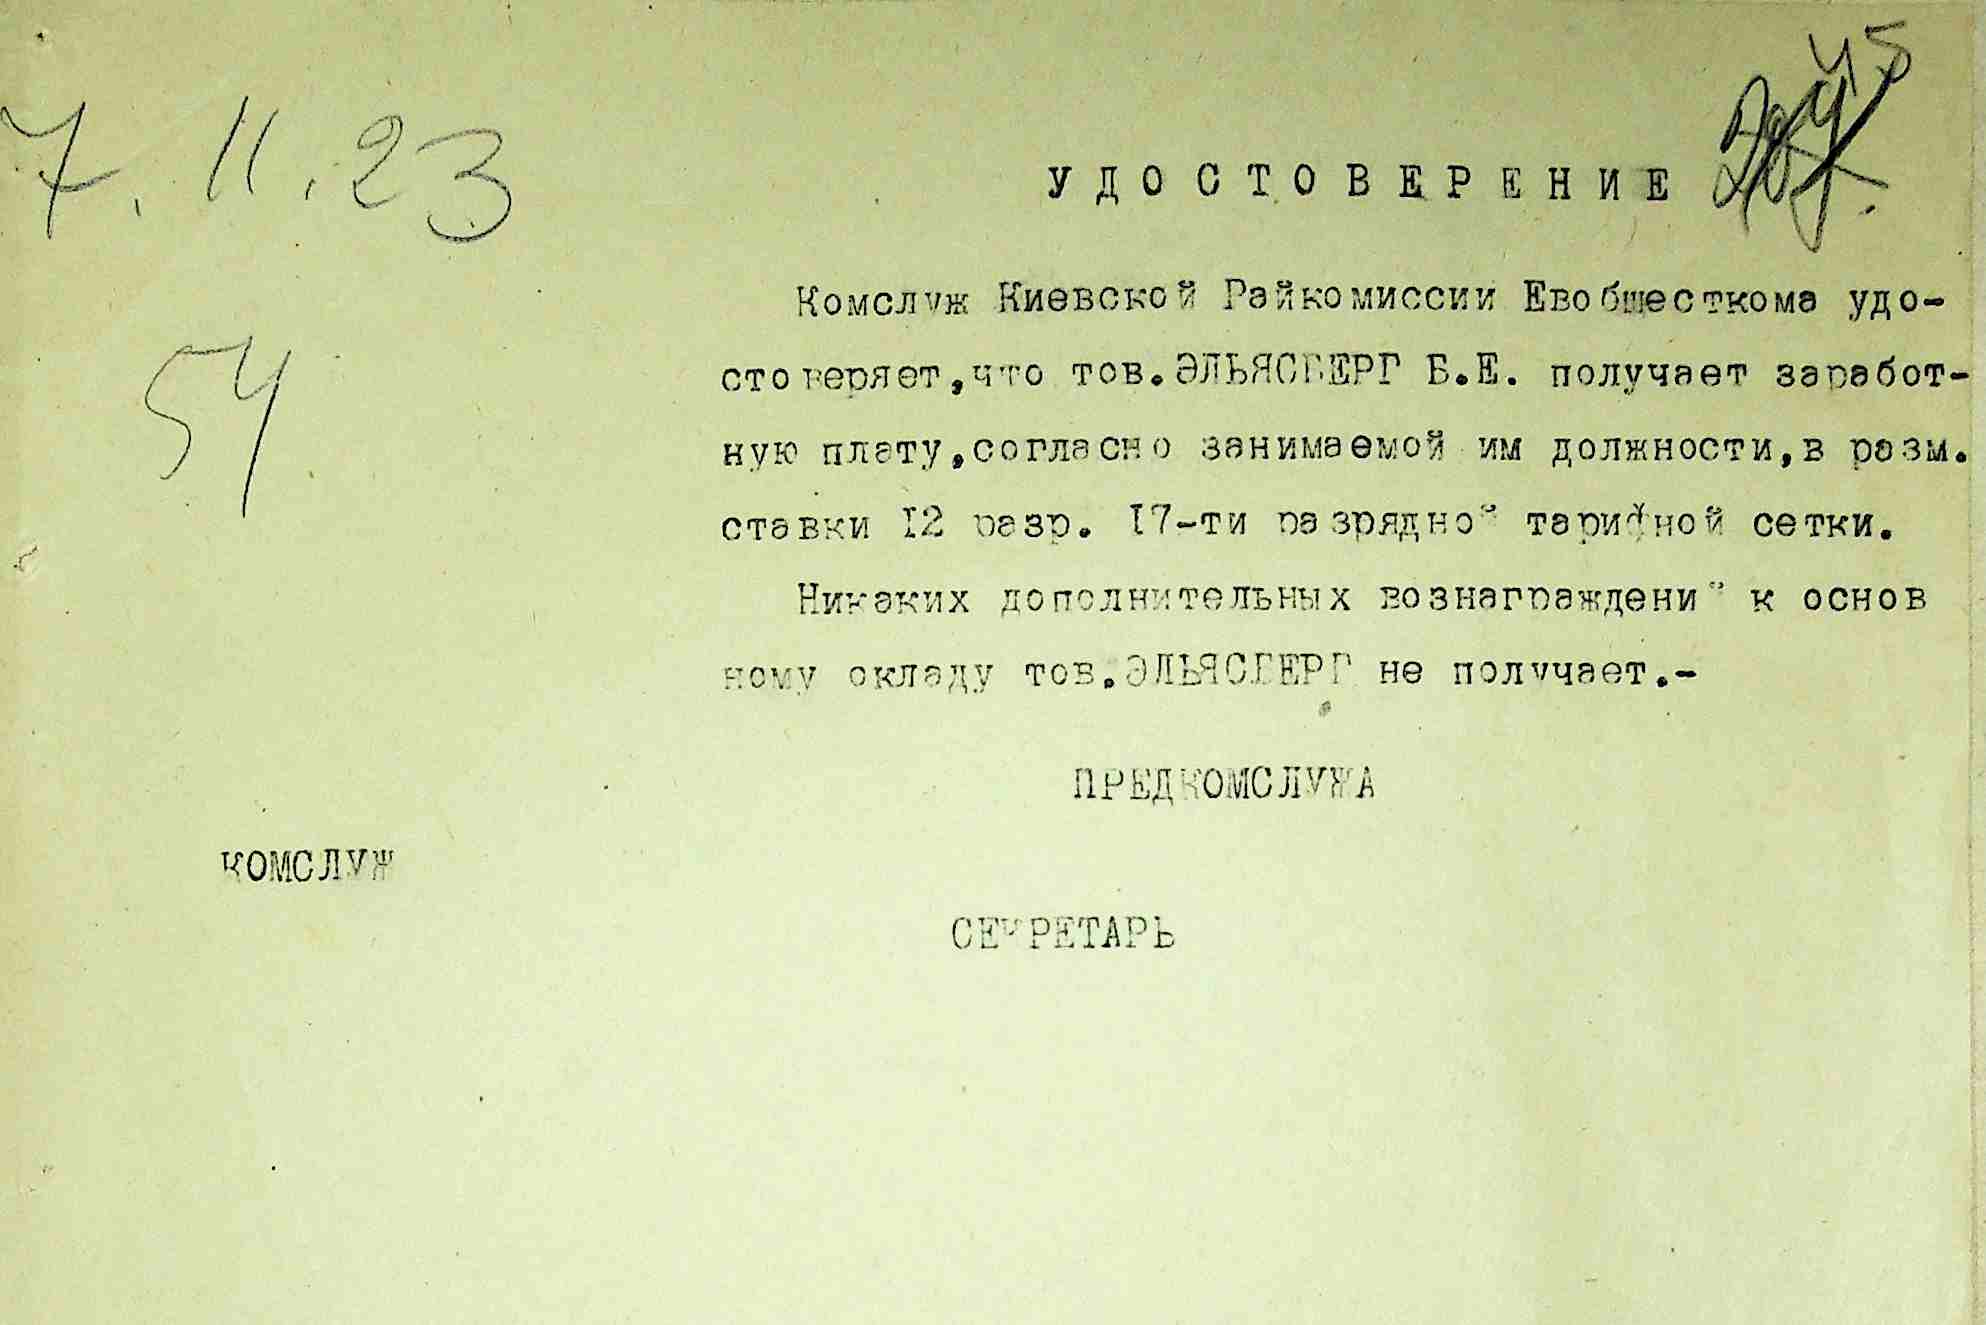 45
7.11.23
УДОСТОВЕРЕНИЕ
54
Комслуж Киевской Райкомиссии Евобщесткома удо-
стоверяет,что тов.ЭЛЬЯСБЕРГ Б.Е. получает заработ-
ную плату,согласно занимаемой им должности,в разм.
ставки 12 разр. 17-ти разрядной тарифной сетки.
Никаких дополнительных вознаграждений к основ
ному окладу тов.ЭЛЬЯСБЕРГ не получает.-
ПРЕДКОМСЛУЖА
КОМСЛУЖ
СЕКРЕТАРЬ